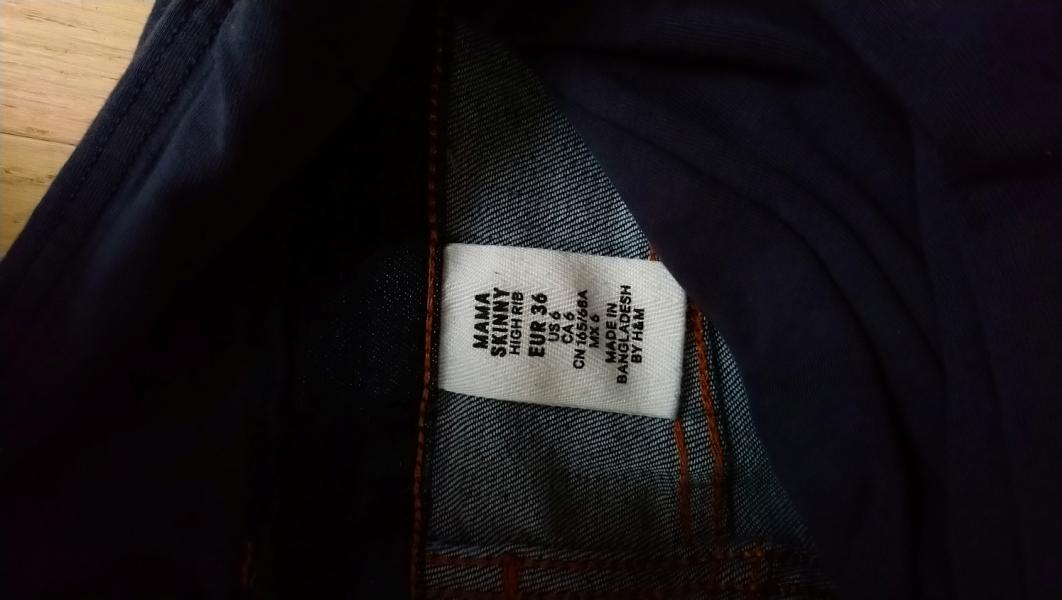 MAMA
SKINNY
HIGH RIB
EUR 36
US 6
CA 6
CN 165/68A
MX 6
MADE IN
BANGLADESH
BY H&M